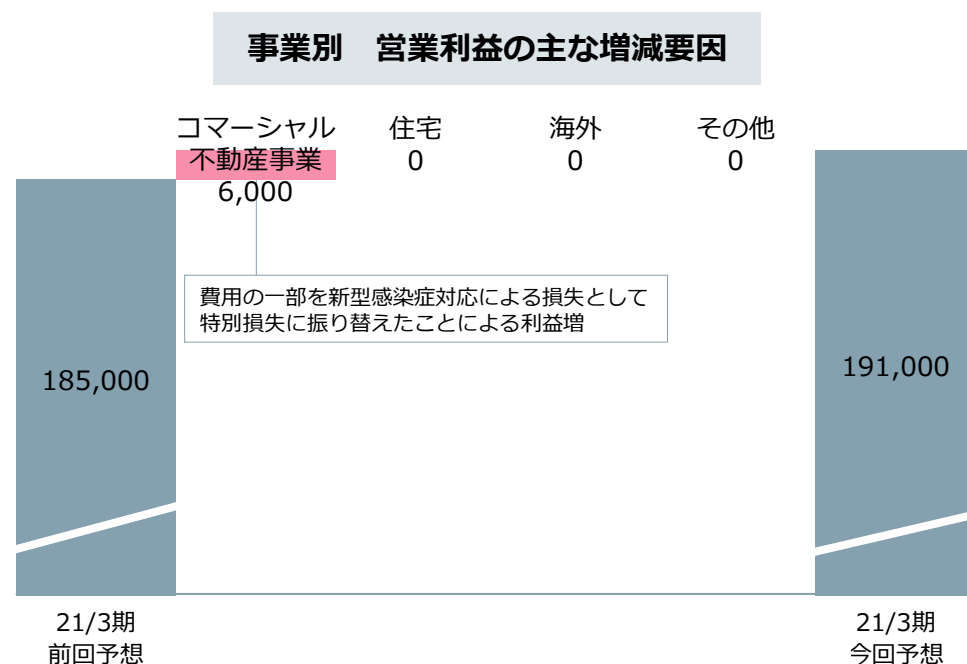 事業別　営業利益の主な増減要因
コマーシャル
不動産事業
6,000
住宅
0
海外
0
その他
0
費用の一部を新型感染症対応による損失として
特別損失に振り替えたことによる利益増
185,000
191,000
21/3期
前回予想
21/3期
今回予想